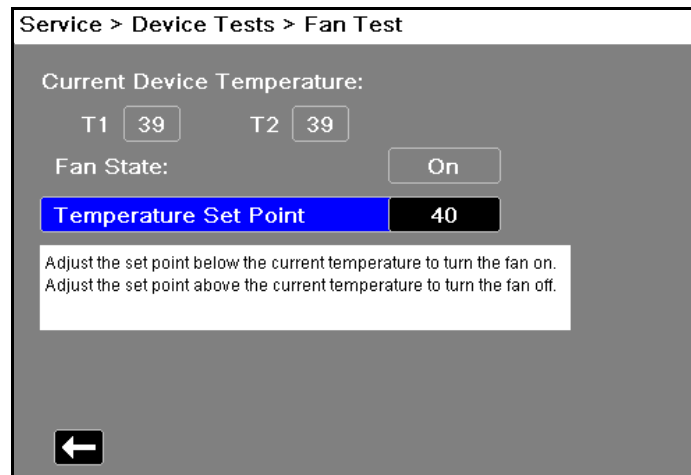 Service > Device Tests > Fan Test
Current Device Temperature:
T1 39 T2 39
Fan State: On
Temperature Set Point 40
Adjust the set point below the current temperature to turn the fan on.
Adjust the set point above the current temperature to turn the fan off.